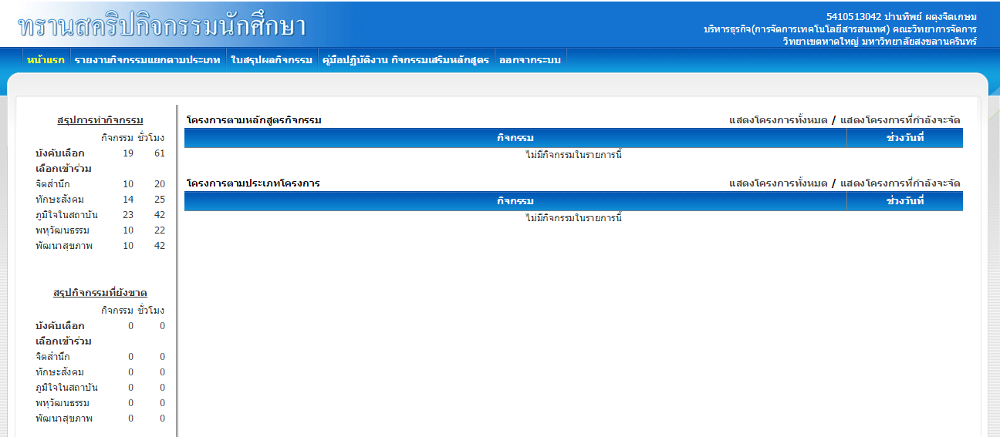 ทรานสคริปกิจกรรมนักศึกษา
5410513042 ปานทิพย์ ผดุงจิตเกษม
บริหารธุรกิจ(การจัดการเทคโนโลยีสารสนเทศ) คณะวิทยาการจัดการ
วิทยาเขตหาดใหญ่ มหาวิทยาลัยสงขลานครินทร์
หน้าแรก รายงานกิจกรรมแยกตามประเภท ใบสรุปผลกิจกรรม คู่มือปฏิบัติงาน กิจกรรมเสริมหลักสูตร ออกจากระบบ
สรุปการทำกิจกรรม
กิจกรรม ชั่วโมง
บังคับเลือก 19 61
เลือกเข้าร่วม
จิตสำนึก 10 20
ทักษะสังคม 14 25
ภูมิใจในสถาบัน 23 42
พหุวัฒนธรรม 10 22
พัฒนาสุขภาพ 10 42
สรุปกิจกรรมที่ยังขาด
กิจกรรม ชั่วโมง
บังคับเลือก 0 0
เลือกเข้าร่วม
จิตสำนึก 0 0
ทักษะสังคม 0 0
ภูมิใจในสถาบัน 0 0
พหุวัฒนธรรม 0 0
พัฒนาสุขภาพ 0 0
โครงการตามหลักสูตรกิจกรรม แสดงโครงการทั้งหมด / แสดงโครงการที่กำลังจะจัด
กิจกรรม ช่วงวันที่
ไม่มีกิจกรรมในรายการนี้
โครงการตามประเภทโครงการ แสดงโครงการทั้งหมด / แสดงโครงการที่กำลังจะจัด
กิจกรรม ช่วงวันที่
ไม่มีกิจกรรมในรายการนี้